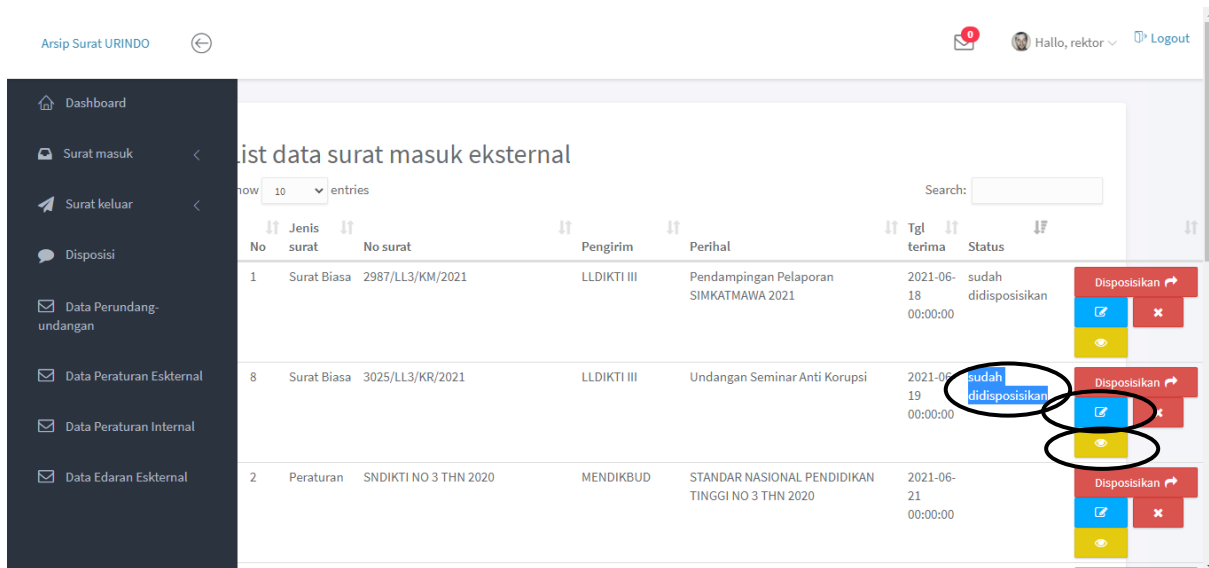 Arsip Surat URINDO
0
Hallo, rektor
Logout
Dashboard
Surat masuk
Surat keluar
Disposisi
Data Perundang-
undangan
Data Peraturan Eskternal
Data Peraturan Internal
Data Edaran Eskternal
ist data surat masuk eksternal
how 10 entries
Search:
No Jenis surat No surat Pengirim Perihal Tgl terima Status
1 Surat Biasa 2987/LL3/KM/2021 LLDIKTI III Pendampingan Pelaporan 2021-06- sudah Disposisikan
SIMKATMAWA 2021 18 didisposisikan
00:00:00
8 Surat Biasa 3025/LL3/KR/2021 LLDIKTI III Undangan Seminar Anti Korupsi 2021-06 sudah Disposisikan
19 didisposisikan
00:00:00
2 Peraturan SNDIKTI NO 3 THN 2020 MENDIKBUD STANDAR NASIONAL PENDIDIKAN 2021-06- Disposisikan
TINGGI NO 3 THN 2020 21
00:00:00